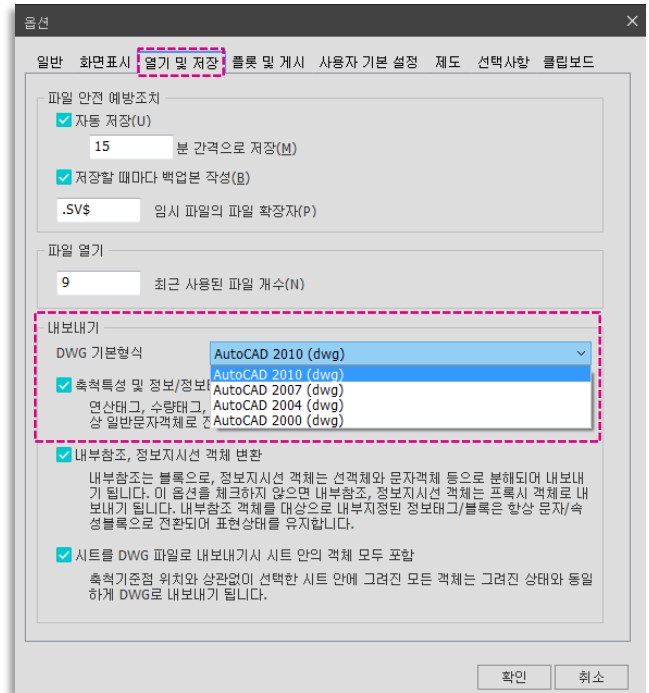 옵션
일반 화면표시 열기 및 저장 플롯 및 게시 사용자 기본 설정 제도 선택사항 클립보드
파일 안전 예방조치
자동 저장(U)
15 분 간격으로 저장(M)
저장할 때마다 백업본 작성(B)
.SV$ 임시 파일의 파일 확장자(P)
파일 열기
9 최근 사용된 파일 개수(N)
내보내기
DWG 기본형식 AutoCAD 2010 (dwg)
AutoCAD 2010 (dwg)
축척특성 및 정보/정보
AutoCAD 2007 (dwg)
연산태그, 수량태그, AutoCAD 2004 (dwg)
상 일반문자객체로 AutoCAD 2000 (dwg)
내부참조, 정보지시선 객체 변환
내부참조는 블록으로, 정보지시선 객체는 선객체와 문자객체 등으로 분해되어 내보내
기 됩니다. 이 옵션을 체크하지 않으면 내부참조, 정보지시선 객체는 프록시 객체로 내
보내기 됩니다. 내부참조 객체를 대상으로 내부지정된 정보태그/블록은 항상 문자/속
성블록으로 전환되어 표현상태를 유지합니다.
시트를 DWG 파일로 내보내기시 시트 안의 객체 모두 포함
축척기준점 위치와 상관없이 선택한 시트 안에 그려진 모든 객체는 그려진 상태와 동일
하게 DWG로 내보내기 됩니다.
확인 취소